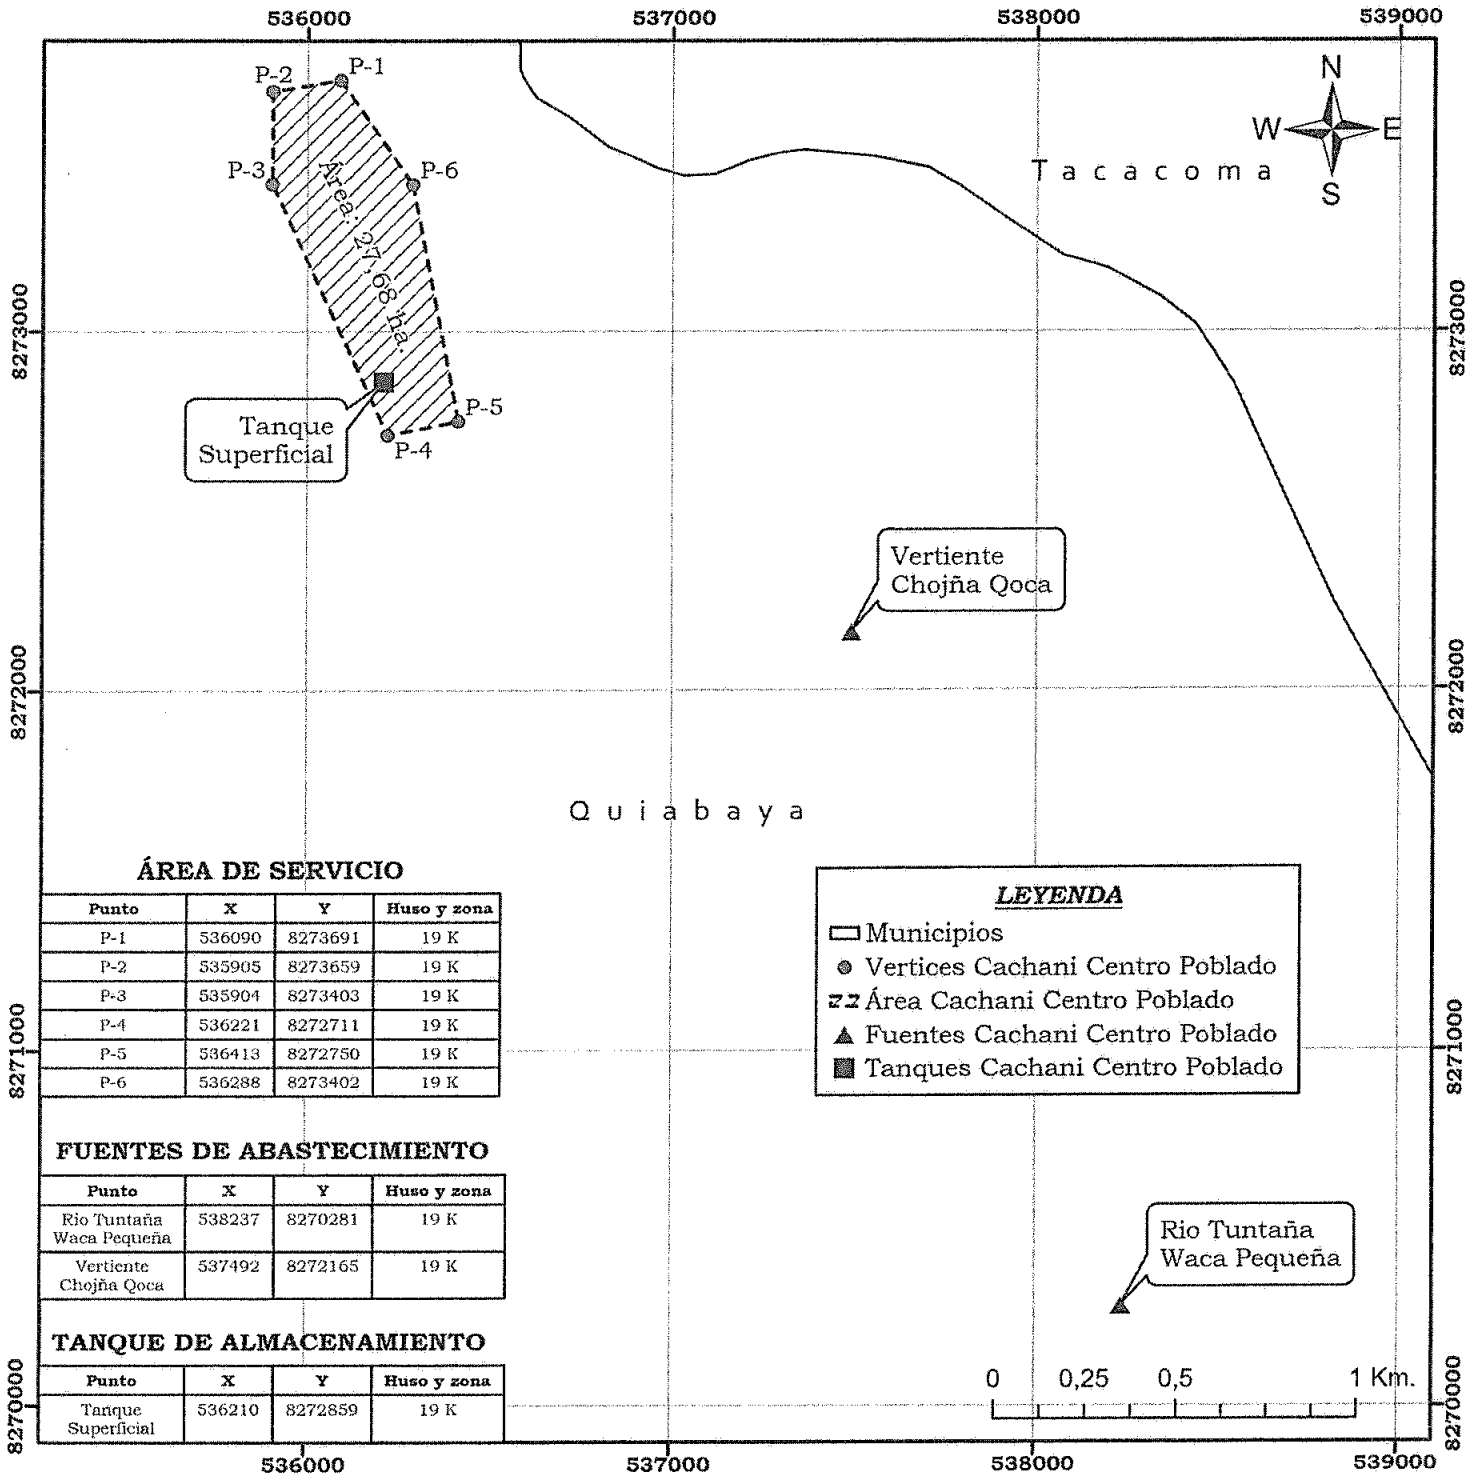 536000 537000 538000 539000
P-2 P-1
P-3 P-6
Área: 27,68 ha.
P-5
P-4
Tanque
Superficial
N
W E
S
Tacacoma
8273000 8273000
Vertiente
Chojña Qoca
8272000 8272000
Quiabaya
ÁREA DE SERVICIO
Punto X Y Huso y zona
P-1 536090 8273691 19 K
P-2 535905 8273659 19 K
P-3 535904 8273403 19 K
P-4 536221 8272711 19 K
P-5 536413 8272750 19 K
P-6 536288 8273402 19 K
LEYENDA
Municipios
Vertices Cachani Centro Poblado
Área Cachani Centro Poblado
Fuentes Cachani Centro Poblado
Tanques Cachani Centro Poblado
8271000 8271000
FUENTES DE ABASTECIMIENTO
Punto X Y Huso y zona
Rio Tuntaña 538237 8270281 19 K
Waca Pequeña
Vertiente 537492 8272165 19 K
Chojña Qoca
Rio Tuntaña
Waca Pequeña
TANQUE DE ALMACENAMIENTO
Punto X Y Huso y zona
Tanque 536210 8272859 19 K
Superficial
0 0,25 0,5 1 Km.
8270000 8270000
536000 537000 538000 539000